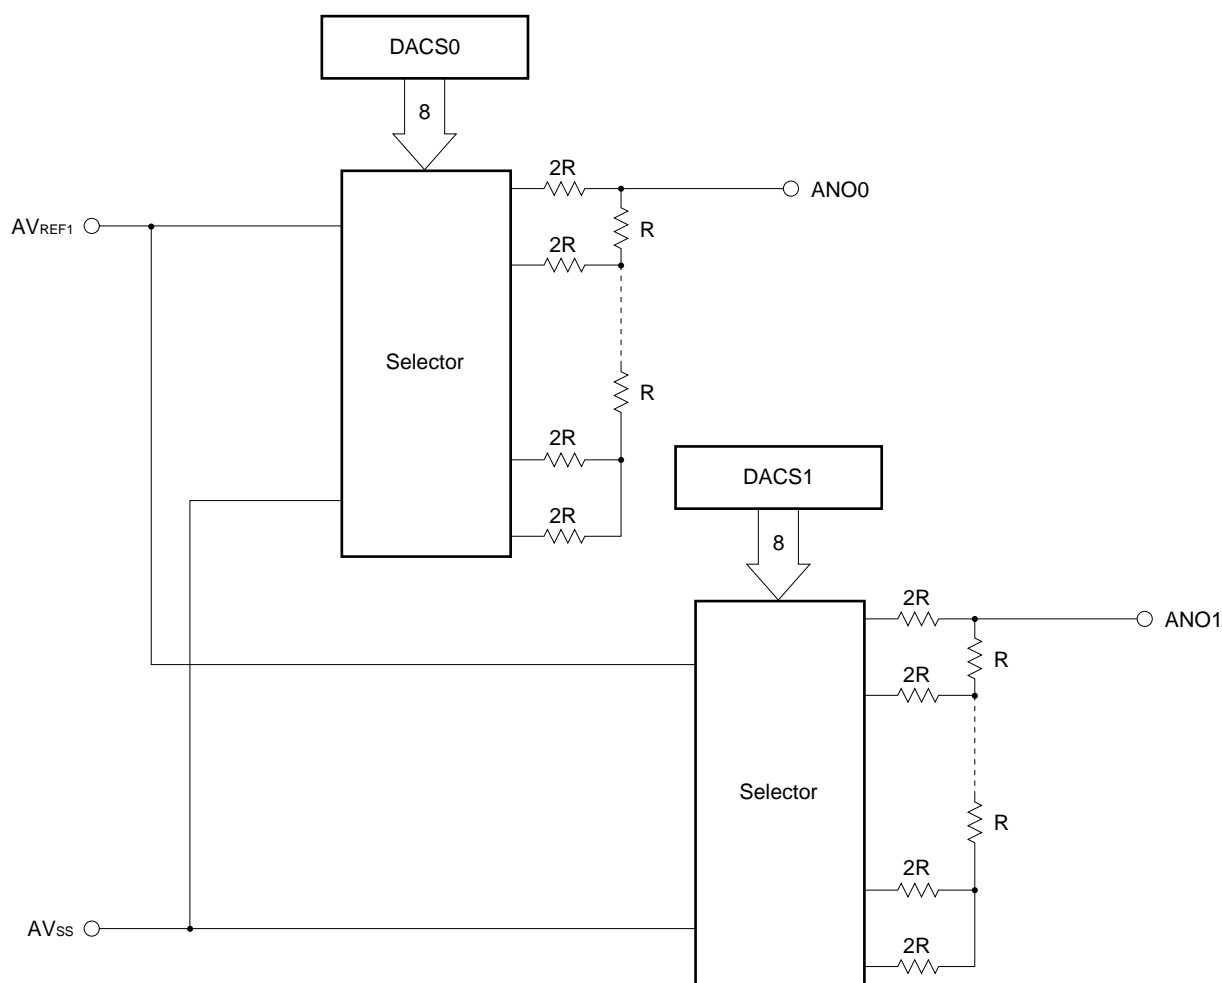 DACS0
8
2R
ANO0
AVREF1
R
2R
Selector
R
2R
DACS1
2R
8
2R
ANO1
R
2R
Selector
R
2R
AVSS
2R